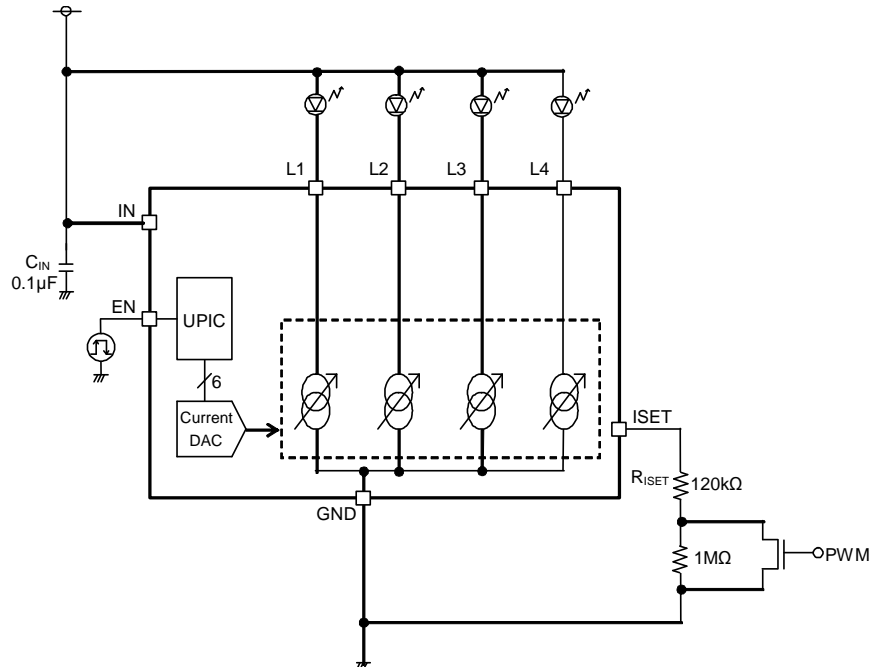 L1
L2
L3
L4
IN
CIN
0.1µF
EN
UPIC
6
Current
DAC
ISET
RISET
120kΩ
GND
1MΩ
PWM